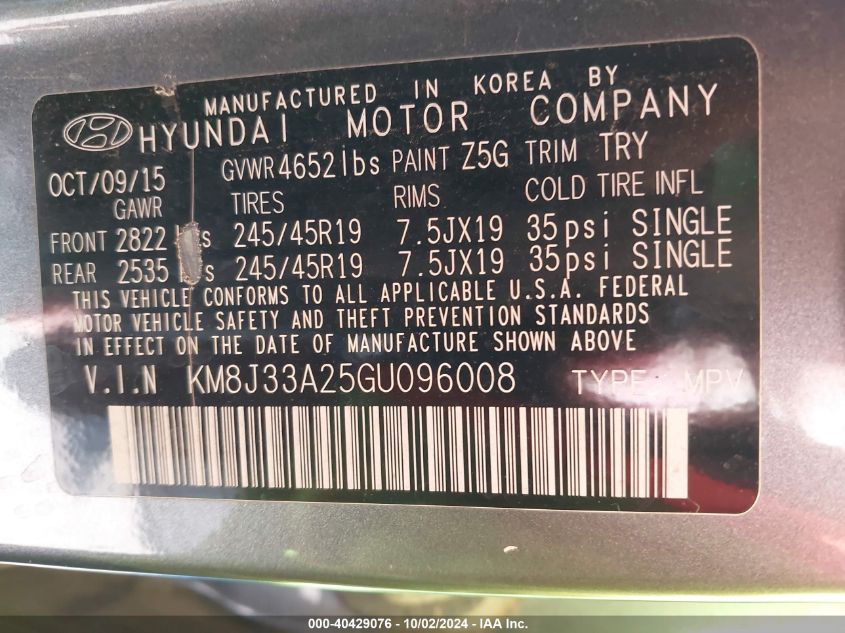 MANUFACTURED IN KOREA BY
HYUNDAI MOTOR COMPANY
OCT/09/15 GVWR 4652lbs PAINT Z5G TRIM TRY
GAWR TIRES RIMS COLD TIRE INFL
FRONT 2822 245/45R19 7.5JX19 35psi SINGLE
REAR 2535 245/45R19 7.5JX19 35psi SINGLE
THIS VEHICLE CONFORMS TO ALL APPLICABLE U.S.A. FEDERAL
MOTOR VEHICLE SAFETY AND THEFT PREVENTION STANDARDS
IN EFFECT ON THE DATE OF MANUFACTURE SHOWN ABOVE
V.I.N KM8J33A25GU096008 TYPE MPV
000-40429076 - 10/02/2024 - IAA Inc.